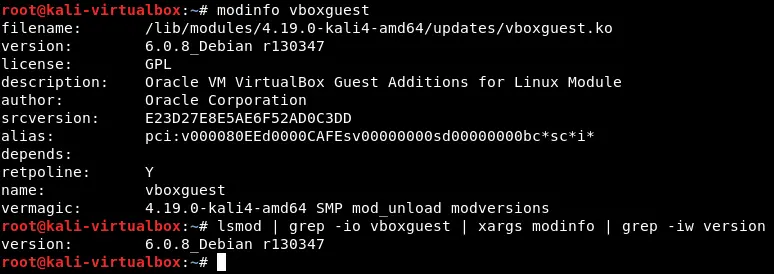 root@kali-virtualbox:~# modinfo vboxguest
filename:       /lib/modules/4.19.0-kali4-amd64/updates/vboxguest.ko
version:        6.0.8_Debian r130347
license:        GPL
description:    Oracle VM VirtualBox Guest Additions for Linux Module
author:         Oracle Corporation
srcversion:     E23D27E8E5AE6F52AD0C3DD
alias:          pci:v000080EEd0000CAFEsv00000000sd00000000bc*sc*i*
depends:
retpoline:      Y
name:           vboxguest
vermagic:       4.19.0-kali4-amd64 SMP mod_unload modversions
root@kali-virtualbox:~# lsmod | grep -io vboxguest | xargs modinfo | grep -iw version
version:        6.0.8_Debian r130347
root@kali-virtualbox:~#